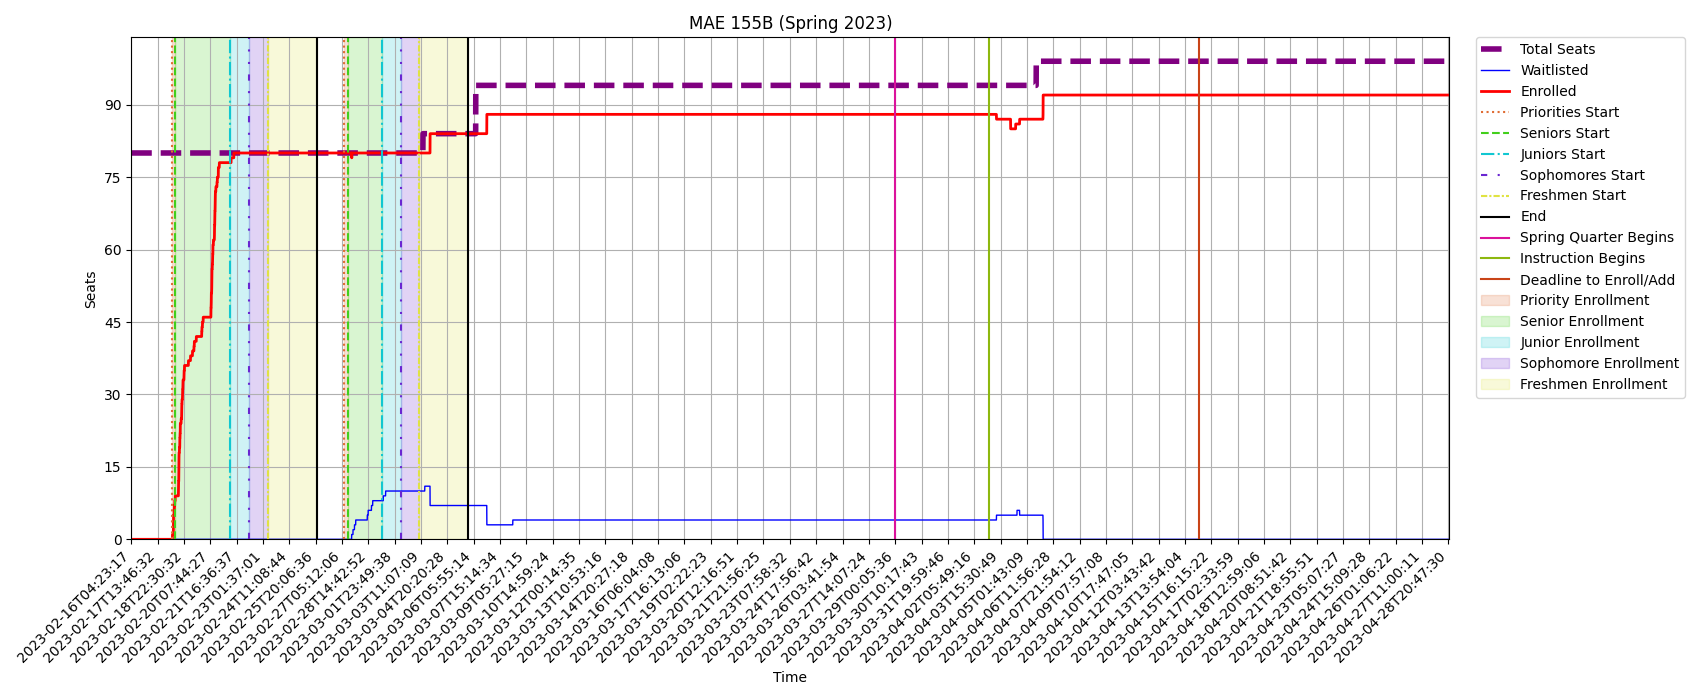 MAE 155B (Spring 2023)
Seats
90
75
60
45
30
15
0
2023-02-16T04:23:17
2023-02-17T13:46:32
2023-02-18T22:30:32
2023-02-20T07:44:27
2023-02-21T16:36:37
2023-02-23T01:37:01
2023-02-24T11:08:44
2023-02-25T20:06:36
2023-02-27T05:12:06
2023-02-28T14:42:52
2023-03-01T23:49:38
2023-03-03T11:07:09
2023-03-04T20:20:28
2023-03-06T05:55:14
2023-03-07T15:14:34
2023-03-09T05:27:15
2023-03-10T14:59:24
2023-03-12T00:14:35
2023-03-13T10:53:16
2023-03-14T20:27:18
2023-03-16T06:04:08
2023-03-17T16:13:06
2023-03-19T02:22:23
2023-03-20T12:16:51
2023-03-21T21:56:25
2023-03-23T07:58:32
2023-03-24T17:56:42
2023-03-26T03:41:54
2023-03-27T14:07:24
2023-03-29T00:05:36
2023-03-30T10:17:43
2023-03-31T19:59:46
2023-04-02T05:49:16
2023-04-03T15:30:49
2023-04-05T01:43:09
2023-04-06T11:56:28
2023-04-07T21:54:12
2023-04-09T07:57:08
2023-04-10T17:47:05
2023-04-12T03:43:42
2023-04-13T13:54:04
2023-04-15T16:15:22
2023-04-17T02:33:59
2023-04-18T12:59:06
2023-04-20T08:51:42
2023-04-21T18:55:51
2023-04-23T05:07:27
2023-04-24T15:09:28
2023-04-26T01:06:22
2023-04-27T11:00:11
2023-04-28T20:47:30
Time
Total Seats
Waitlisted
Enrolled
Priorities Start
Seniors Start
Juniors Start
Sophomores Start
Freshmen Start
End
Spring Quarter Begins
Instruction Begins
Deadline to Enroll/Add
Priority Enrollment
Senior Enrollment
Junior Enrollment
Sophomore Enrollment
Freshmen Enrollment